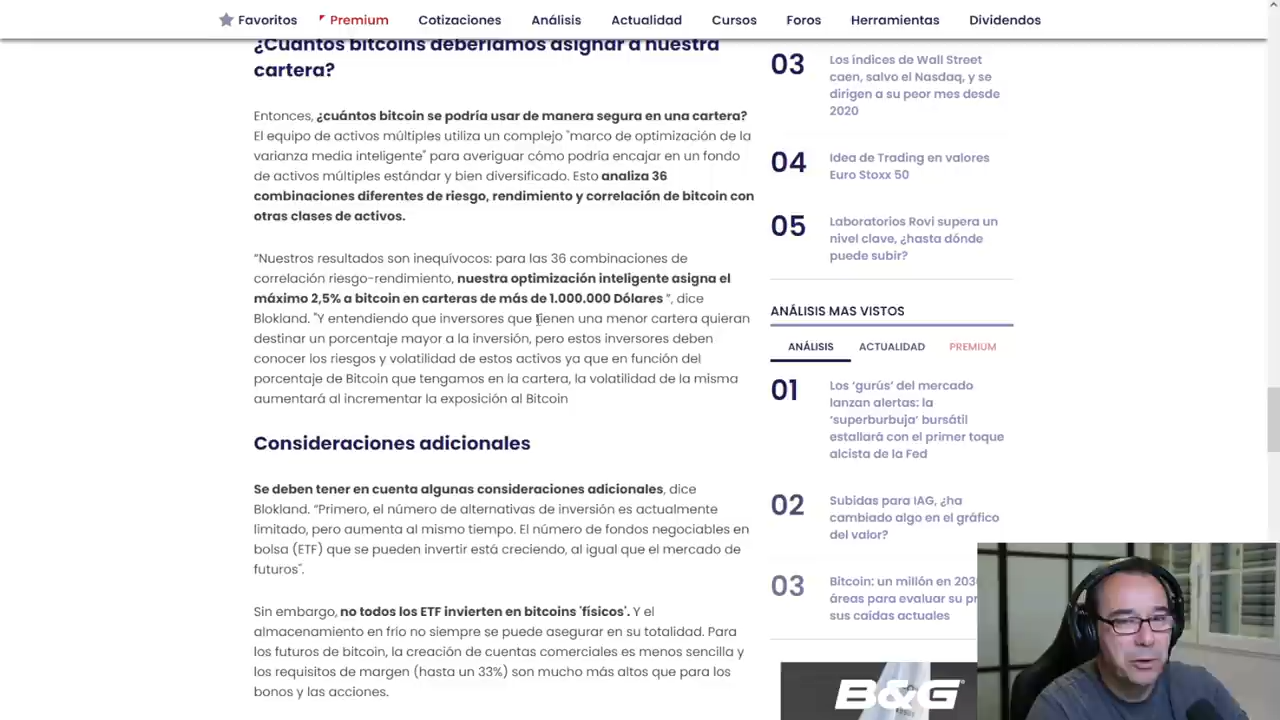 Favoritos
Premium
Cotizaciones
Análisis
Actualidad
Cursos
Foros
Herramientas
Dividendos
¿Cuántos bitcoins deberíamos asignar a nuestra
cartera?
Entonces, ¿cuántos bitcoin se podría usar de manera segura en una cartera?
El equipo de activos múltiples utiliza un complejo "marco de optimización de la
varianza media inteligente" para averiguar cómo podría encajar en un fondo
de activos múltiples estándar y bien diversificado. Esto analiza 36
combinaciones diferentes de riesgo, rendimiento y correlación de bitcoin con
otras clases de activos.
"Nuestros resultados son inequívocos: para las 36 combinaciones de
correlación riesgo-rendimiento, nuestra optimización inteligente asigna el
máximo 2,5% a bitcoin en carteras de más de 1.000.000 Dólares ", dice
Blokland. "Y entendiendo que inversores que tienen una menor cartera quieran
destinar un porcentaje mayor a la inversión, pero estos inversores deben
conocer los riesgos y volatilidad de estos activos ya que en función del
porcentaje de Bitcoin que tengamos en la cartera, la volatilidad de la misma
aumentará al incrementar la exposición al Bitcoin
Consideraciones adicionales
Se deben tener en cuenta algunas consideraciones adicionales, dice
Blokland. "Primero, el número de alternativas de inversión es actualmente
limitado, pero aumenta al mismo tiempo. El número de fondos negociables en
bolsa (ETF) que se pueden invertir está creciendo, al igual que el mercado de
futuros".
Sin embargo, no todos los ETF invierten en bitcoins 'físicos'. Y el
almacenamiento en frío no siempre se puede asegurar en su totalidad. Para
los futuros de bitcoin, la creación de cuentas comerciales es menos sencilla y
los requisitos de margen (hasta un 33%) son mucho más altos que para los
bonos y las acciones.
03
Los índices de Wall Street
caen, salvo el Nasdaq, y se
dirigen a su peor mes desde
2020
04
Idea de Trading en valores
Euro Stoxx 50
05
Laboratorios Rovi supera un
nivel clave, ¿hasta dónde
puede subir?
ANÁLISIS MAS VISTOS
ANÁLISIS
ACTUALIDAD
PREMIUM
01
Los 'gurús' del mercado
lanzan alertas: la
'superburbuja' bursátil
estallará con el primer toque
alcista de la Fed
02
Subidas para IAG, ¿ha
cambiado algo en el gráfico
del valor?
03
Bitcoin: un millón en
áreas para evaluar su
sus caídas actuales
B&G